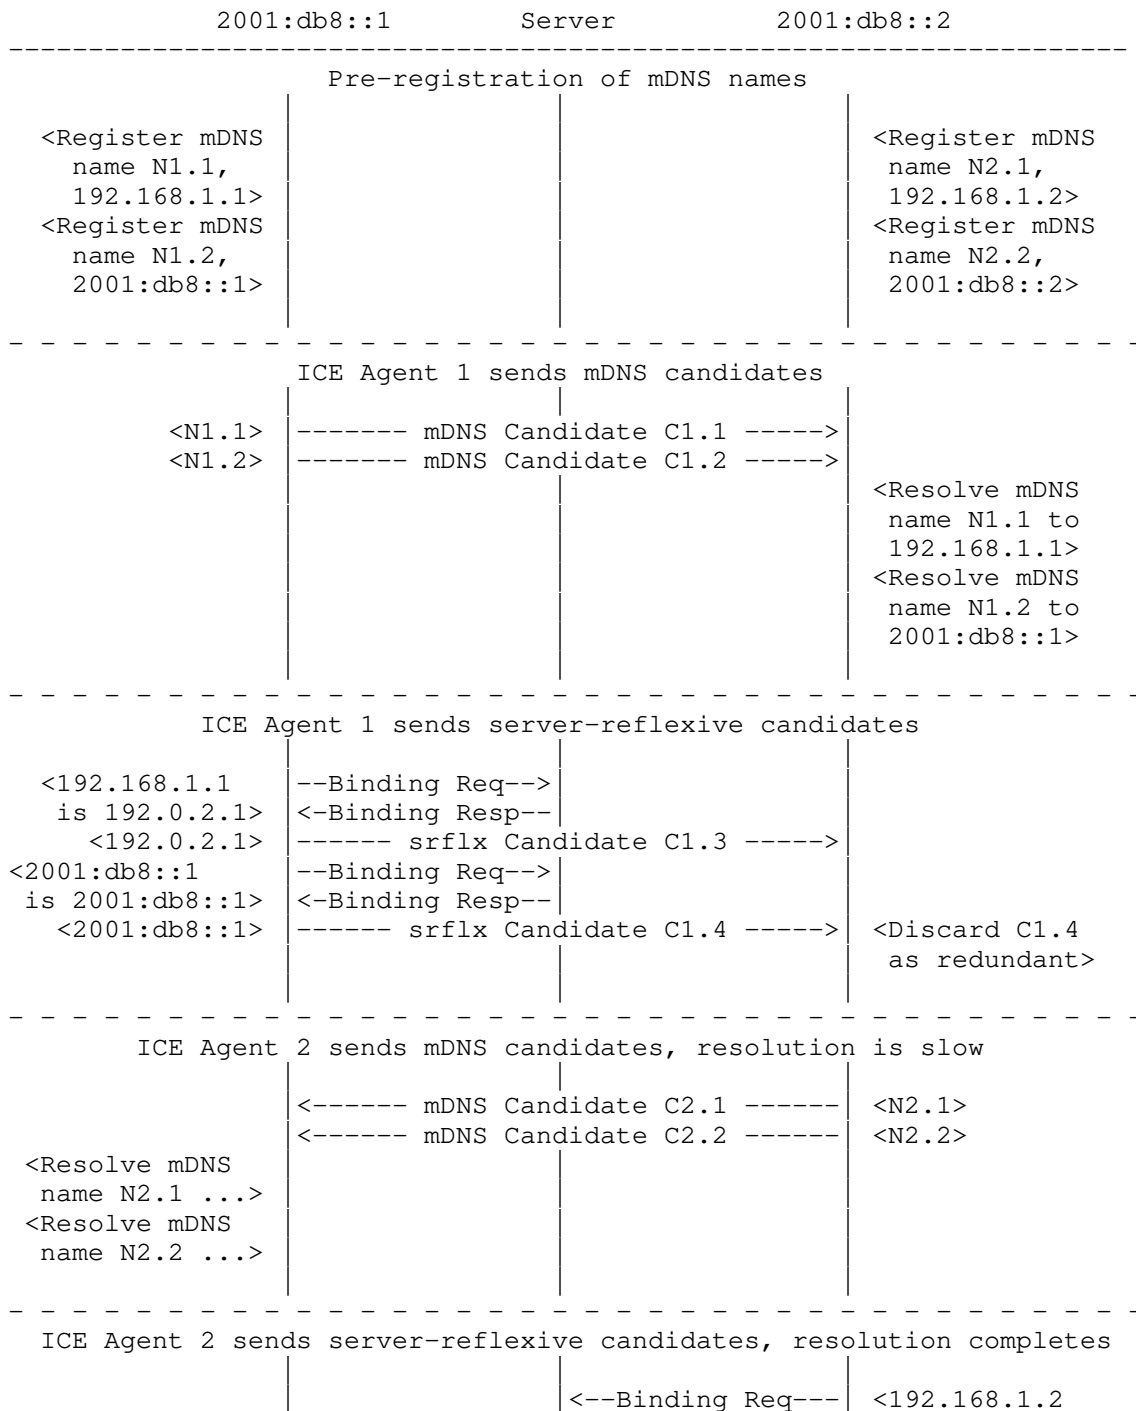 2001:db8::1        Server          2001:db8::2
----------------------------------------------------------------------
                    Pre-registration of mDNS names
                  |                |                 |
  <Register mDNS  |                |                 | <Register mDNS
    name N1.1,    |                |                 |  name N2.1,
    192.168.1.1>  |                |                 |  192.168.1.2>
  <Register mDNS  |                |                 | <Register mDNS
    name N1.2,    |                |                 |  name N2.2,
    2001:db8::1>  |                |                 |  2001:db8::2>
                  |                |                 |
- - - - - - - - - - - - - - - - - - - - - - - - - - - - - - - - - - - -
                  ICE Agent 1 sends mDNS candidates
                  |                |                 |
          <N1.1>  |------- mDNS Candidate C1.1 ----->|
          <N1.2>  |------- mDNS Candidate C1.2 ----->|
                  |                |                 | <Resolve mDNS
                  |                |                 |  name N1.1 to
                  |                |                 |  192.168.1.1>
                  |                |                 | <Resolve mDNS
                  |                |                 |  name N1.2 to
                  |                |                 |  2001:db8::1>
                  |                |                 |
- - - - - - - - - - - - - - - - - - - - - - - - - - - - - - - - - - - -
            ICE Agent 1 sends server-reflexive candidates
                  |                |                 |
  <192.168.1.1    |--Binding Req-->|                 |
   is 192.0.2.1>  |<-Binding Resp--|                 |
     <192.0.2.1>  |------ srflx Candidate C1.3 ----->|
<2001:db8::1      |--Binding Req-->|                 |
 is 2001:db8::1>  |<-Binding Resp--|                 |
   <2001:db8::1>  |------ srflx Candidate C1.4 ----->| <Discard C1.4
                  |                |                 |  as redundant>
                  |                |                 |
- - - - - - - - - - - - - - - - - - - - - - - - - - - - - - - - - - - -
        ICE Agent 2 sends mDNS candidates, resolution is slow
                  |                |                 |
                  |<------ mDNS Candidate C2.1 ------| <N2.1>
                  |<------ mDNS Candidate C2.2 ------| <N2.2>
 <Resolve mDNS    |                |                 |
  name N2.1 ...>  |                |                 |
 <Resolve mDNS    |                |                 |
  name N2.2 ...>  |                |                 |
                  |                |                 |
- - - - - - - - - - - - - - - - - - - - - - - - - - - - - - - - - - - -
  ICE Agent 2 sends server-reflexive candidates, resolution completes
                  |                |                 |
                  |                |<--Binding Req---| <192.168.1.2